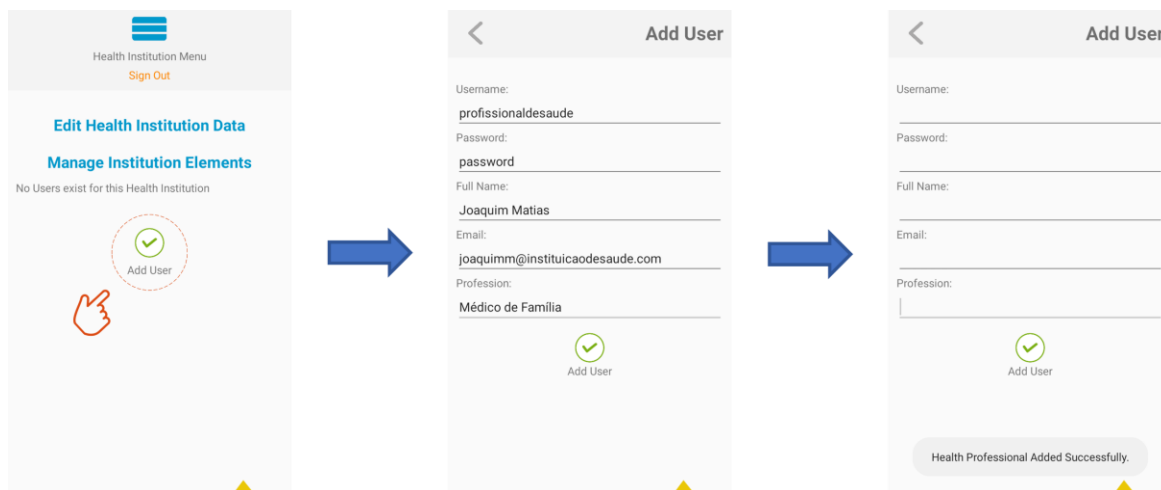 Health Institution Menu
Sign Out
Edit Health Institution Data
Manage Institution Elements
No Users exist for this Health Institution
Add User
Add User
Username:
profissionaldesaude
Password:
password
Full Name:
Joaquim Matias
Email:
joaquimm@instituicaodesaude.com
Profession:
Médico de Família
Add User
Add User
Username:
Password:
Full Name:
Email:
Profession:
Add User
Health Professional Added Successfully.